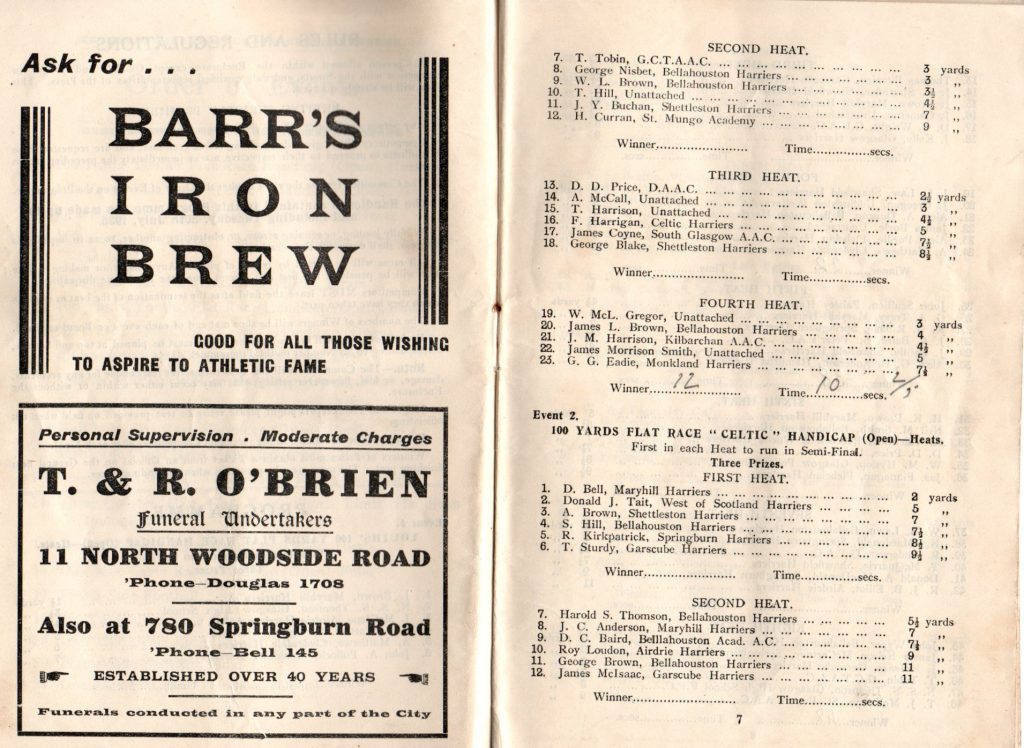 Ask for . . .
BARR'S
IRON
BREW
GOOD FOR ALL THOSE WISHING
TO ASPIRE TO ATHLETIC FAME
Personal Supervision . Moderate Charges
T. & R. O'BRIEN
Funeral Undertakers
11 NORTH WOODSIDE ROAD
'Phone—Douglas 1708
Also at 780 Springburn Road
'Phone—Bell 145
ESTABLISHED OVER 40 YEARS
Funerals conducted in any part of the City
SECOND HEAT.
7. T. Tobin, G.C.T.A.A.C. ... ... ... ... ... ... ... 3 yards
8. George Nisbet, Bellahouston Harriers ... ... ... ... ... 3 ,,
9. W. L. Brown, Bellahouston Harriers ... ... ... ... ... 3½ ,,
10. T. Hill, Unattached ... ... ... ... ... ... ... 4½ ,,
11. J. Y. Buchan, Shettleston Harriers ... ... ... ... ... 7 ,,
12. H. Curran, St. Mungo Academy ... ... ... ... ... ... 9 ,,
Winner..................... Time...............secs.
THIRD HEAT.
13. D. D. Price, D.A.A.C. ... ... ... ... ... ... ... 2½ yards
14. A. McCall, Unattached ... ... ... ... ... ... ... 3 ,,
15. T. Harrison, Unattached ... ... ... ... ... ... ... 4½ ,,
16. F. Harrigan, Celtic Harriers ... ... ... ... ... ... 5 ,,
17. James Coyne, South Glasgow A.A.C. ... ... ... ... ... 7½ ,,
18. George Blake, Shettleston Harriers ... ... ... ... ... 8½ ,,
Winner..................... Time...............secs.
FOURTH HEAT.
19. W. McL. Gregor, Unattached ... ... ... ... ... ... 3 yards
20. James L. Brown, Bellahouston Harriers ... ... ... ... 4 ,,
21. J. M. Harrison, Kilbarchan A.A.C. ... ... ... ... ... 4½ ,,
22. James Morrison Smith, Unattached ... ... ... ... ... 5 ,,
23. G. G. Eadie, Monkland Harriers ... ... ... ... ... 7½ ,,
Winner 12 Time 10 secs. 2/5
Event 2.
100 YARDS FLAT RACE "CELTIC" HANDICAP (Open)—Heats.
First in each Heat to run in Semi-Final.
Three Prizes.
FIRST HEAT.
1. D. Bell, Maryhill Harriers ... ... ... ... ... ... 2 yards
2. Donald J. Tait, West of Scotland Harriers ... ... ... ... 5 ,,
3. A. Brown, Shettleston Harriers ... ... ... ... ... ... 7 ,,
4. S. Hill, Bellahouston Harriers ... ... ... ... ... ... 7½ ,,
5. R. Kirkpatrick, Springburn Harriers ... ... ... ... ... 8½ ,,
6. T. Sturdy, Garscube Harriers ... ... ... ... ... ... 9½ ,,
Winner..................... Time...............secs.
SECOND HEAT.
7. Harold S. Thomson, Bellahouston Harriers ... ... ... ... 5½ yards
8. J. C. Anderson, Maryhill Harriers ... ... ... ... ... 7 ,,
9. D. C. Baird, Belllahouston Acad. A.C. ... ... ... ... ... 7½ ,,
10. Roy Loudon, Airdrie Harriers ... ... ... ... ... ... 9 ,,
11. George Brown, Bellahouston Harriers ... ... ... ... ... 11 ,,
12. James McIsaac, Garscube Harriers ... ... ... ... ... 11 ,,
Winner..................... Time...............secs.
7